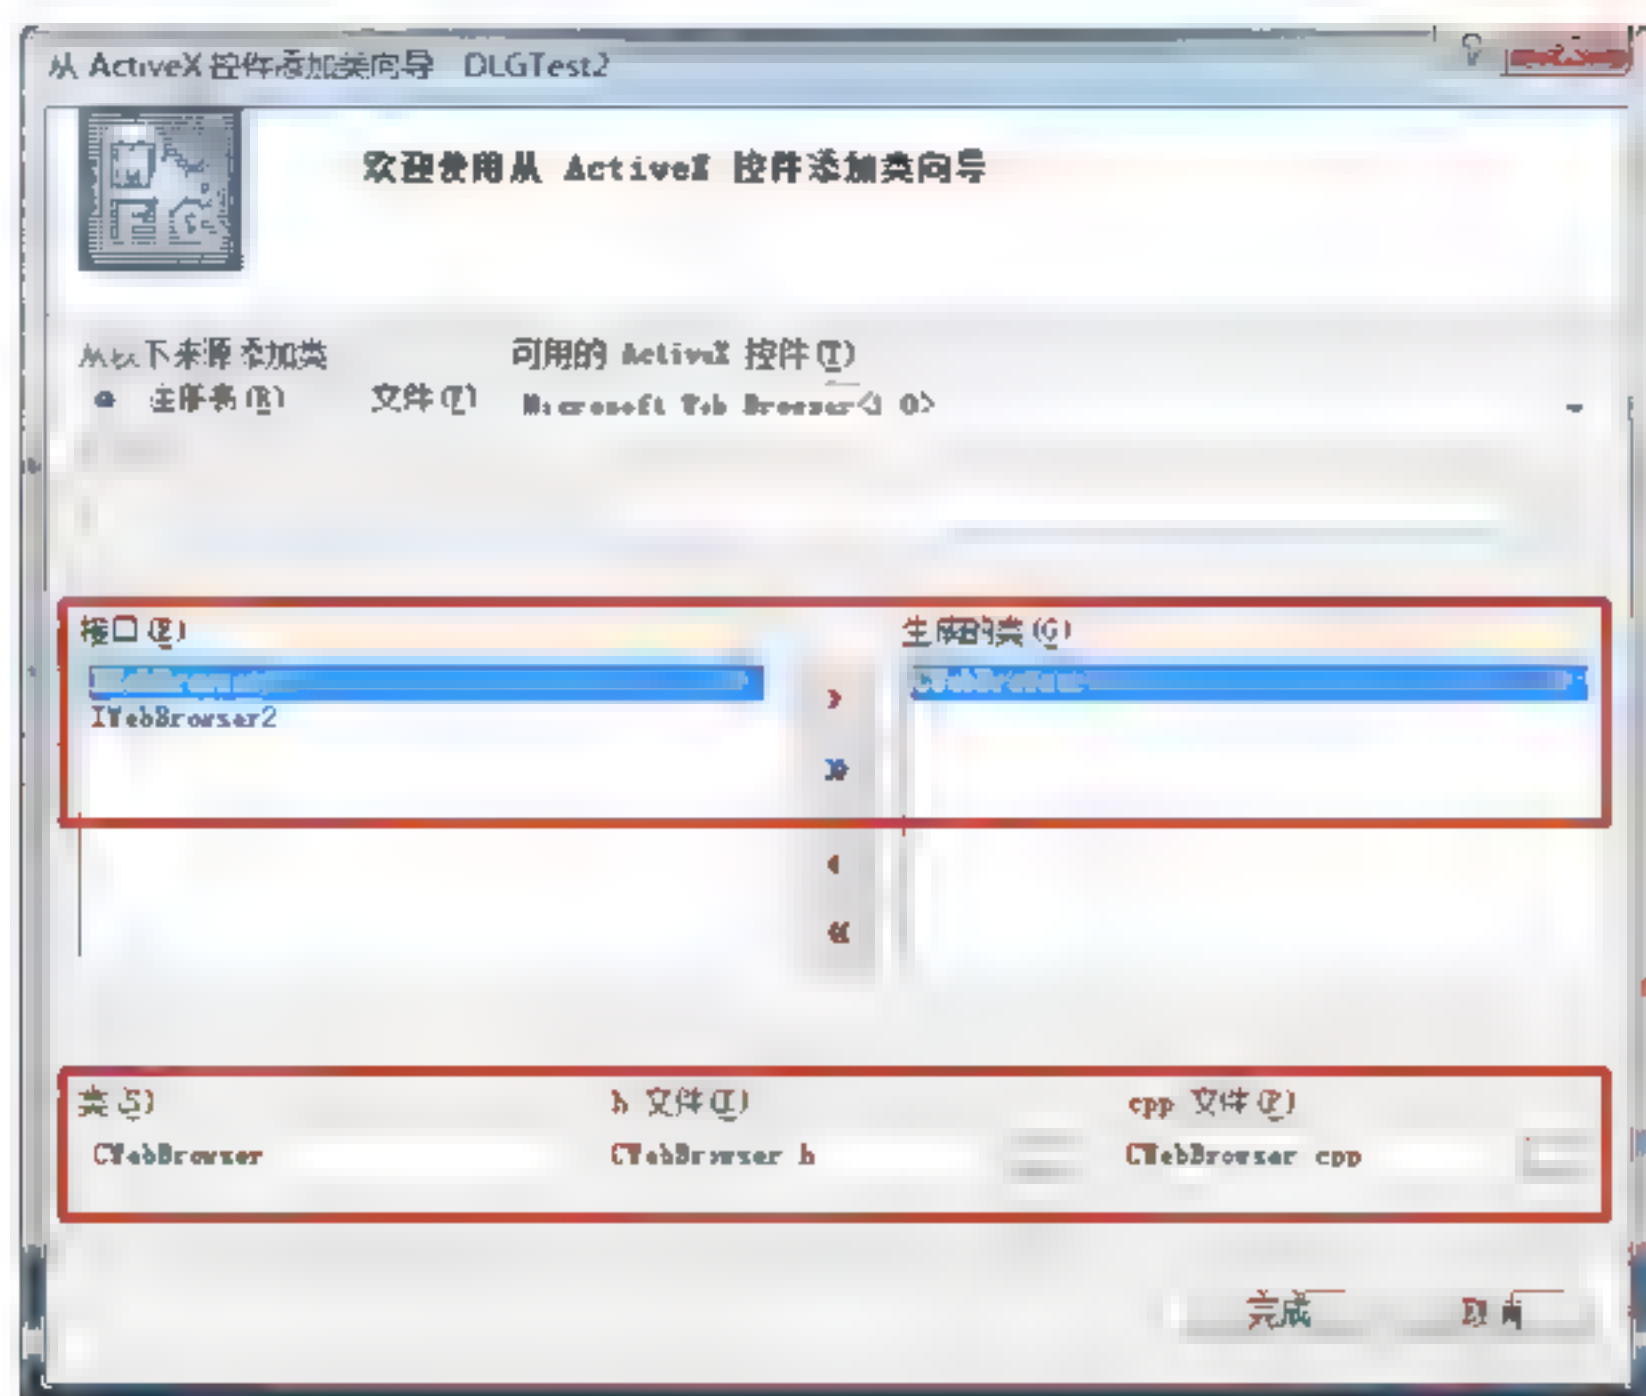 从 ActiveX 控件添加类向导 DLGTest2
MFC
欢迎使用从 ActiveX 控件添加类向导
从以下来源添加类
可用的 ActiveX 控件(T)
注册表(R) 文件(F) Microsoft Web Browser<1 0>
接口(E) 生成的类(G)
CWebBrowser
IWebBrowser2
类(S) h 文件(I) cpp 文件(P)
CWebBrowser CWebBrowser h CWebBrowser cpp
完成 取消